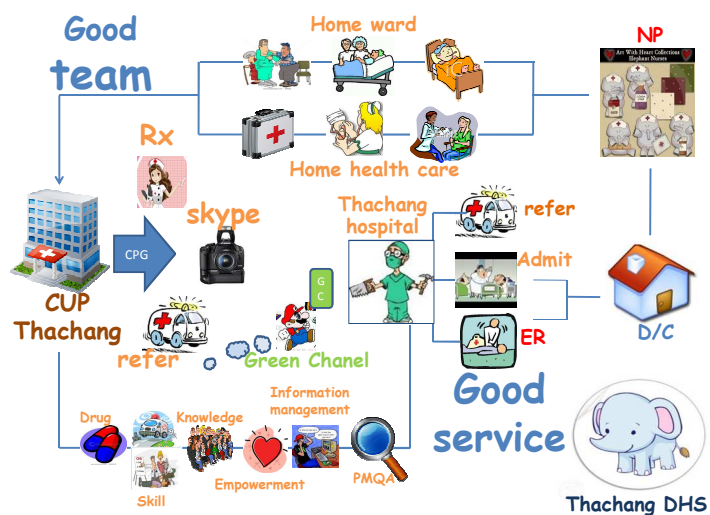 Good
team
Home ward
NP
Art With Heart Collections
Elephant Nurses
Rx
Home health care
skype
Thachang
hospital
refer
CPG
Admit
G
C
CUP
Thachang
refer
Green Chanel
ER
D/C
Good
service
Information
management
Drug
Knowledge
Empowerment
PMQA
Skill
Thachang DHS